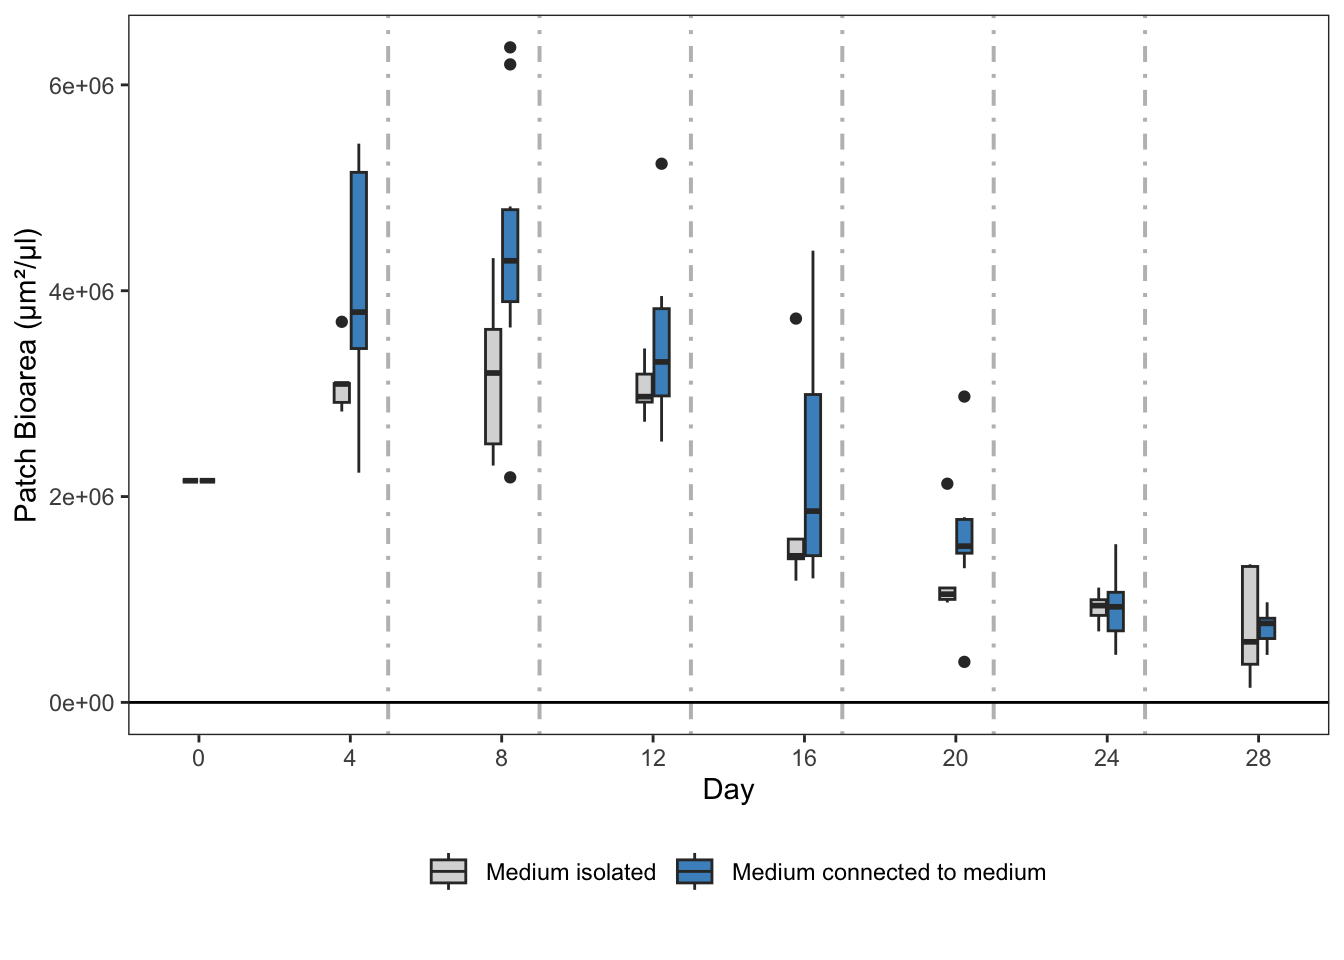 Patch Bioarea (µm²/µl)
6e+06
4e+06
2e+06
0e+00
0 4 8 12 16 20 24 28
Day
Medium isolated Medium connected to medium